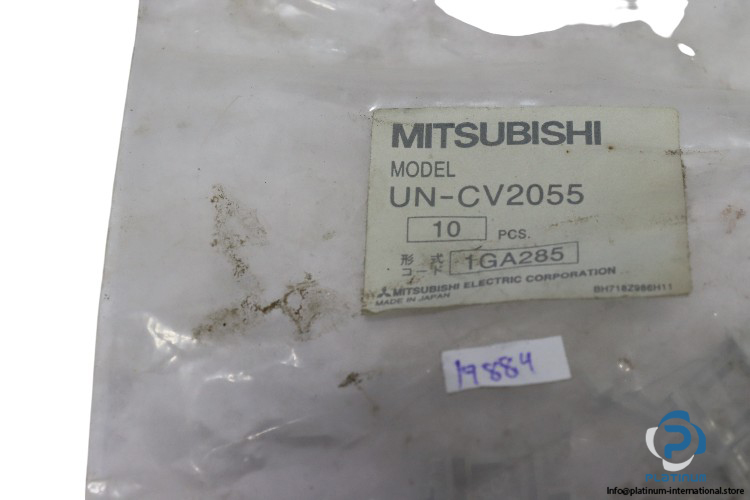 MITSUBISHI
MODEL
UN-CV2055
10 PCS.
形式
コード 1GA285
MITSUBISHI ELECTRIC CORPORATION
MADE IN JAPAN BH718Z986H11
19884
PLATINUM
Info@platinum-international.store